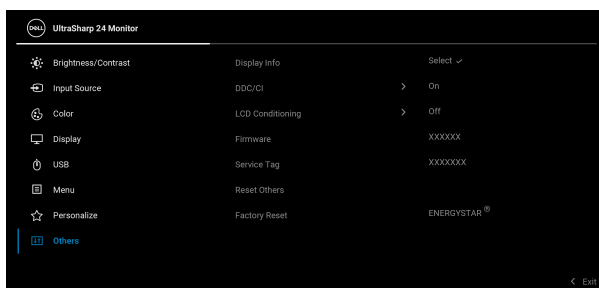 DELL UltraSharp 24 Monitor
Brightness/Contrast Display Info Select ✓
Input Source DDC/CI > On
Color LCD Conditioning > Off
Display Firmware XXXXXX
USB Service Tag XXXXXXX
Menu Reset Others
Personalize Factory Reset ENERGYSTAR ®
Others
< Exit